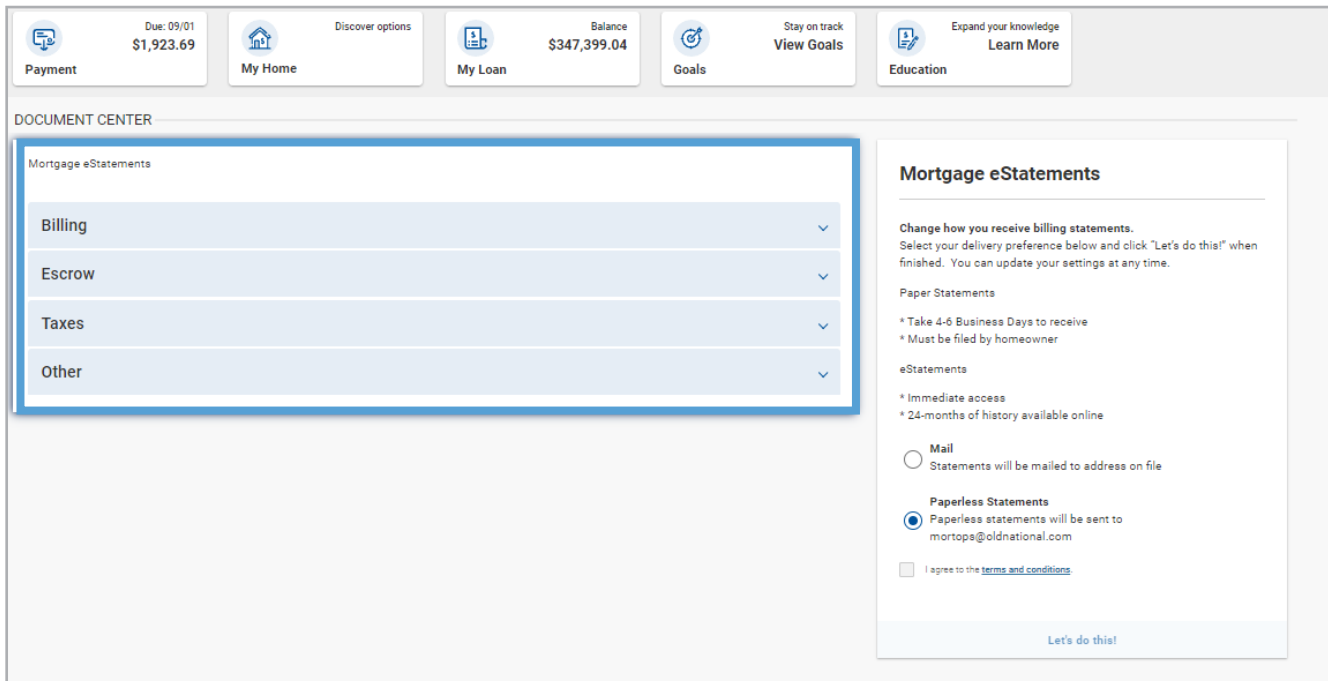 Due: 09/01
$1,923.69
Payment
Discover options
My Home
Balance
$347,399.04
My Loan
Stay on track
View Goals
Goals
Expand your knowledge
Learn More
Education
DOCUMENT CENTER
Mortgage eStatements
Billing
Escrow
Taxes
Other
Mortgage eStatements
Change how you receive billing statements.
Select your delivery preference below and click "Let's do this!" when
finished. You can update your settings at any time.
Paper Statements
* Take 4-6 Business Days to receive
* Must be filed by homeowner
eStatements
* Immediate access
* 24-months of history available online
Mail
Statements will be mailed to address on file
Paperless Statements
Paperless statements will be sent to
mortops@oldnational.com
I agree to the terms and conditions.
Let's do this!